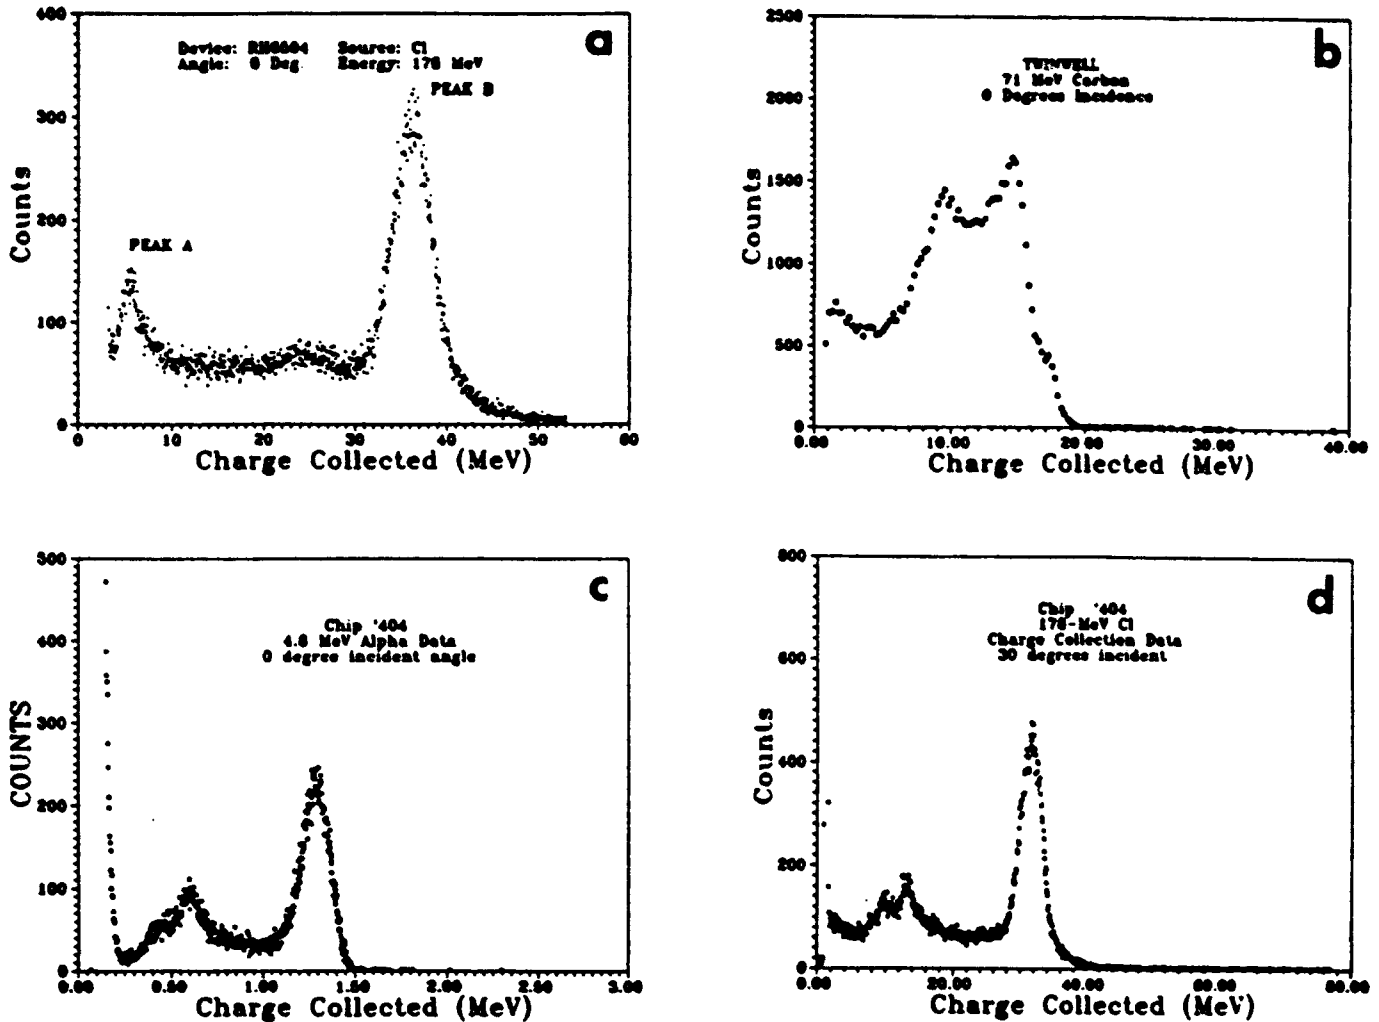 a
Device: RH6504 Source: Cl
Angle: 0 Deg. Energy: 178 MeV
PEAK B
PEAK A
400
300
200
100
0
0 10 20 30 40 50 60
Counts
Charge Collected (MeV)
b
TWINWELL
71 MeV Carbon
0 Degrees Incidence
2500
2000
1500
1000
500
0
0.00 10.00 20.00 30.00 40.00
Counts
Charge Collected (MeV)
c
Chip '404
4.8 MeV Alpha Data
0 degree incident angle
500
400
300
200
100
0
0.00 0.50 1.00 1.50 2.00 2.50 3.00
COUNTS
Charge Collected (MeV)
d
Chip '404
178-MeV Cl
Charge Collection Data
30 degrees incident
800
600
400
200
0
0.00 20.00 40.00 60.00 80.00
Counts
Charge Collected (MeV)